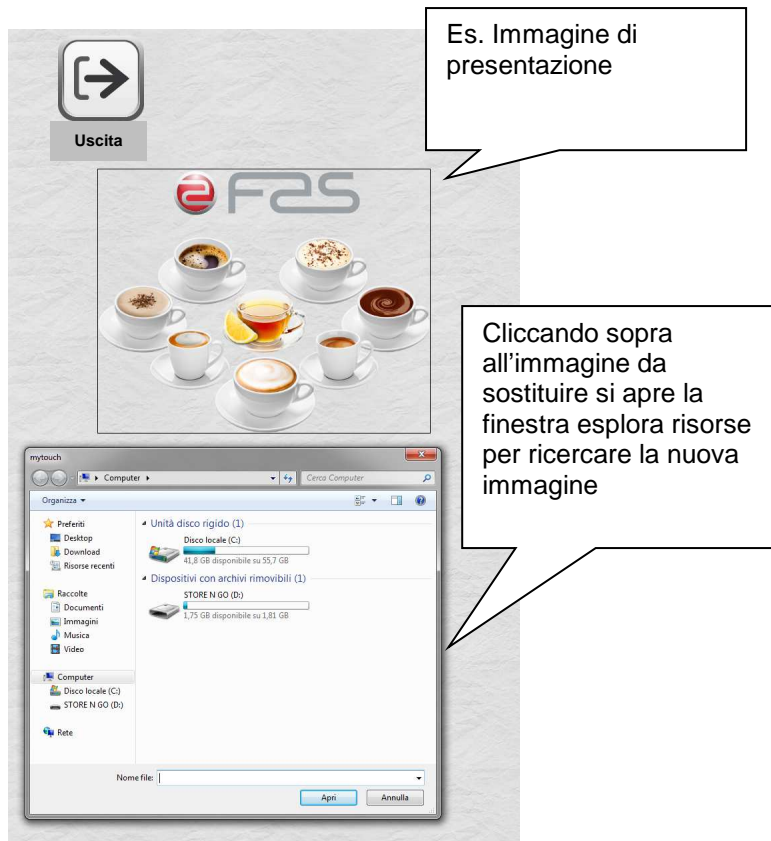 Es. Immagine di
presentazione
Uscita
FAS
Cliccando sopra
all’immagine da
sostituire si apre la
finestra esplora risorse
per ricercare la nuova
immagine
mytouch
Computer
Cerca Computer
Organizza
Preferiti
Desktop
Download
Risorse recenti
Raccolte
Documenti
Immagini
Musica
Video
Computer
Disco locale (C:)
STORE N GO (D:)
Rete
Unità disco rigido (1)
Disco locale (C:)
41,8 GB disponibile su 55,7 GB
Dispositivi con archivi rimovibili (1)
STORE N GO (D:)
1,75 GB disponibile su 1,81 GB
Nome file:
Apri Annulla